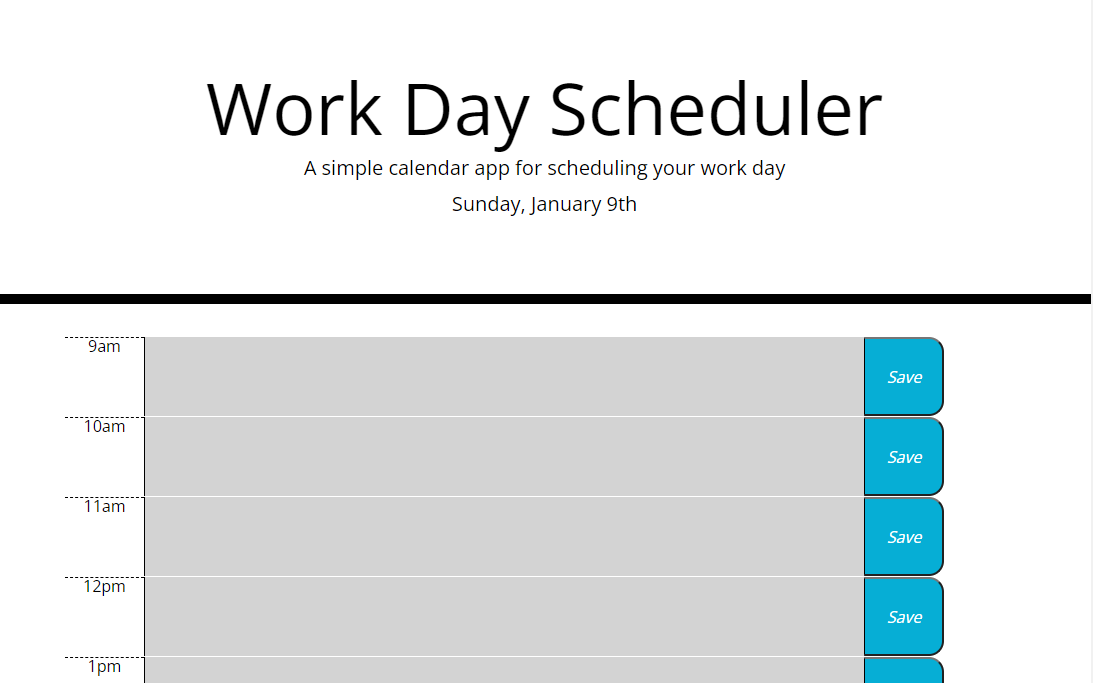 Work Day Scheduler
A simple calendar app for scheduling your work day
Sunday, January 9th
9am
Save
10am
Save
11am
Save
12pm
Save
1pm